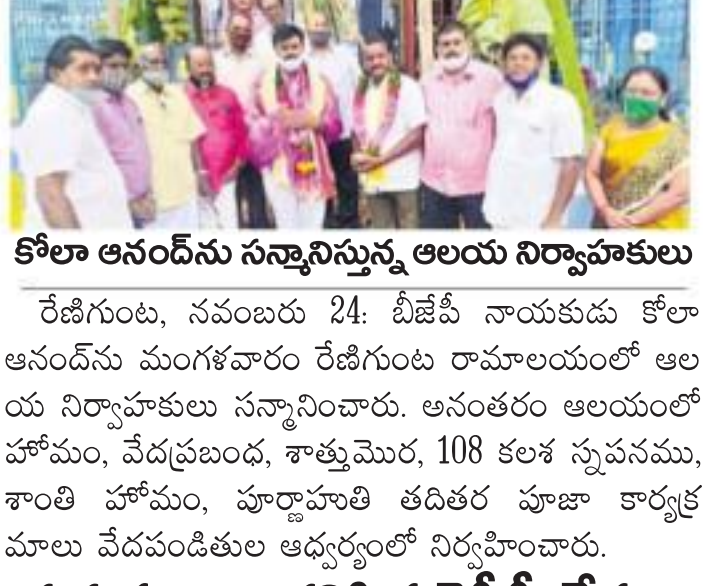 కోలా ఆనంద్‌ను సన్మానిస్తున్న ఆలయ నిర్వాహకులు
రేణిగుంట, నవంబరు 24: బీజేపీ నాయకుడు కోలా
ఆనంద్‌ను మంగళవారం రేణిగుంట రామాలయంలో ఆల
య నిర్వాహకులు సన్మానించారు. అనంతరం ఆలయంలో
హోమం, వేదప్రబంధ, శాత్తుమొర, 108 కలశ స్నపనము,
శాంతి హోమం, పూర్ణాహుతి తదితర పూజా కార్యక్ర
మాలు వేదపండితుల ఆధ్వర్యంలో నిర్వహించారు.